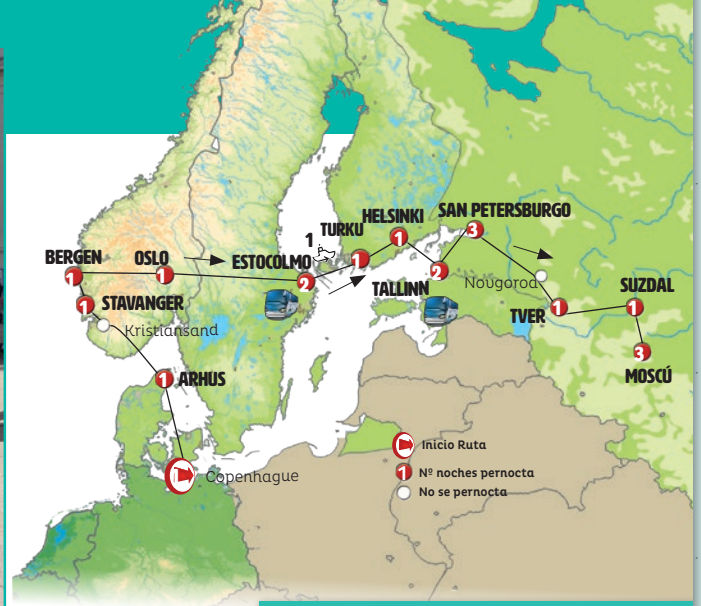 SAN PETERSBURGO
3
HELSINKI
1
TURKU
1
1
BERGEN
1
OSLO
1
ESTOCOLMO
2
TALLINN
2
Nougorod
SUZDAL
1
TVER
1
STAVANGER
1
Kristiansand
3
MOSCÚ
1 ARHUS
Copenhague
Inicio Ruta
1 Nº noches pernocta
No se pernocta